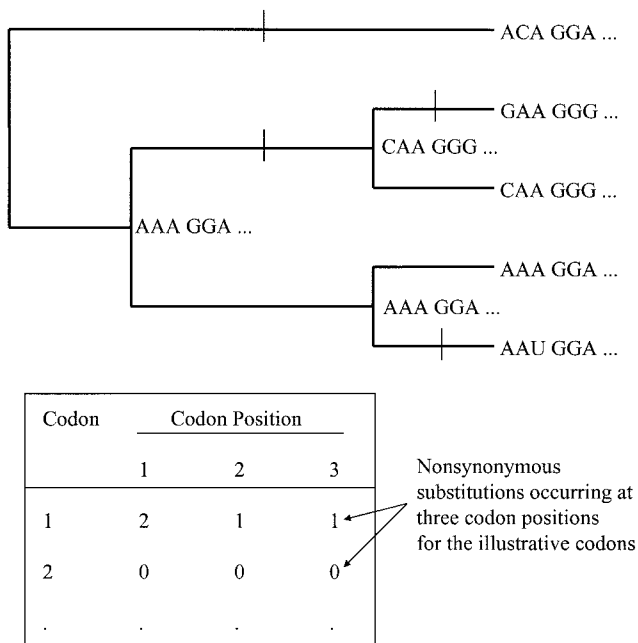 ACA GGA ...
GAA GGG ...
CAA GGG ...
CAA GGG ...
AAA GGA ...
AAA GGA ...
AAA GGA ...
AAU GGA ...
Codon Codon Position
1 2 3
1 2 1 1
2 0 0 0
. . . .
Nonsynonymous
substitutions occurring at
three codon positions
for the illustrative codons